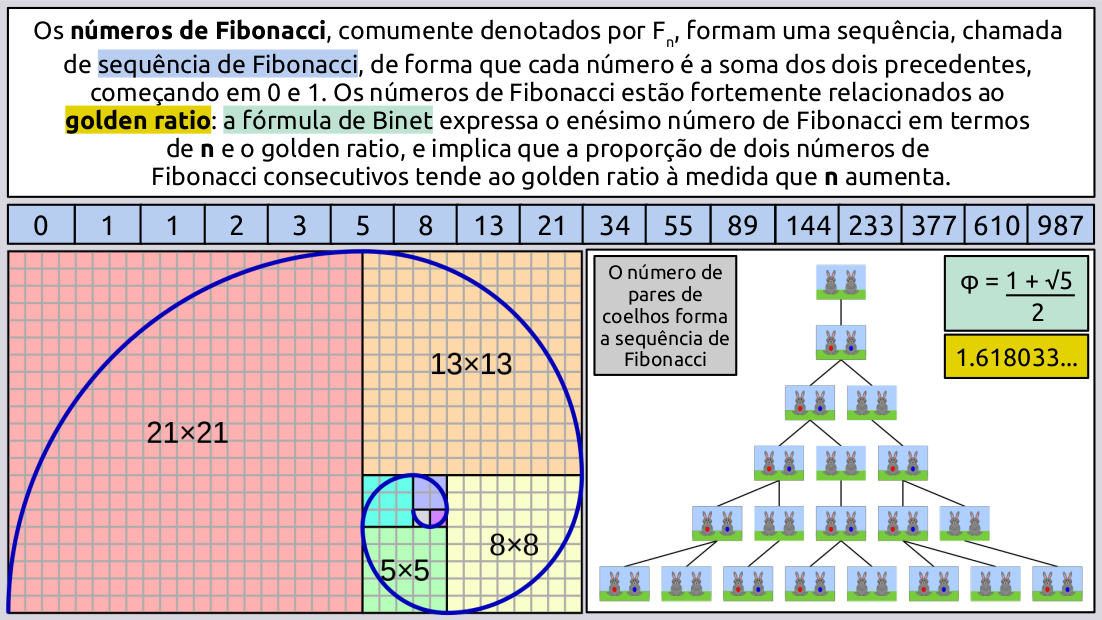 Os números de Fibonacci, comumente denotados por Fₙ, formam uma sequência, chamada
de sequência de Fibonacci, de forma que cada número é a soma dos dois precedentes,
começando em 0 e 1. Os números de Fibonacci estão fortemente relacionados ao
golden ratio: a fórmula de Binet expressa o enésimo número de Fibonacci em termos
de n e o golden ratio, e implica que a proporção de dois números de
Fibonacci consecutivos tende ao golden ratio à medida que n aumenta.
0 1 1 2 3 5 8 13 21 34 55 89 144 233 377 610 987
21×21
13×13
8×8
5×5
O número de
pares de
coelhos forma
a sequência de
Fibonacci
φ = 1 + √5
2
1.618033...